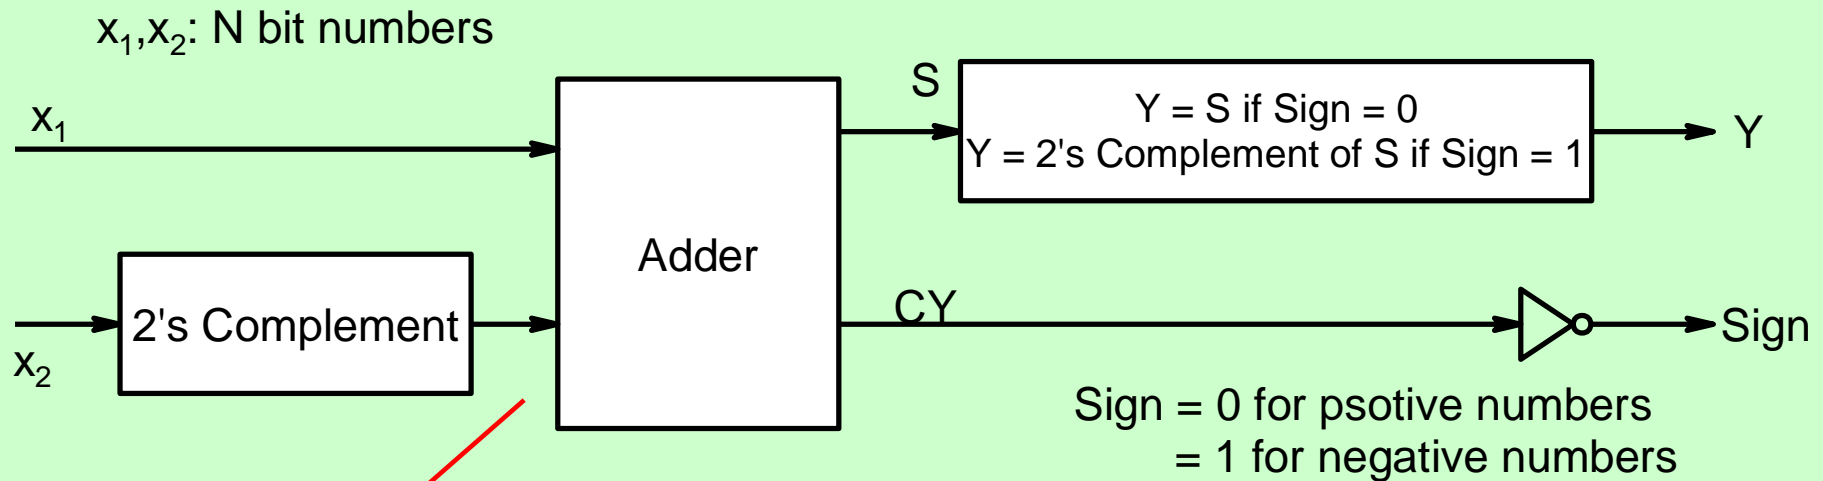 x₁,x₂: N bit numbers
x₁
S
Y = S if Sign = 0
Y = 2's Complement of S if Sign = 1
Y
Adder
2's Complement
x₂
CY
Sign
Sign = 0 for psotive numbers
= 1 for negative numbers